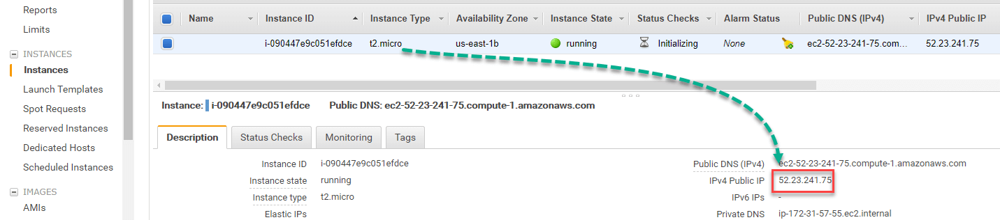 Reports
Limits
INSTANCES
Instances
Launch Templates
Spot Requests
Reserved Instances
Dedicated Hosts
Scheduled Instances
IMAGES
AMIs
Name Instance ID Instance Type Availability Zone Instance State Status Checks Alarm Status Public DNS (IPv4) IPv4 Public IP
i-090447e9c051efdce t2.micro us-east-1b running Initializing None ec2-52-23-241-75.com... 52.23.241.75
Instance: i-090447e9c051efdce Public DNS: ec2-52-23-241-75.compute-1.amazonaws.com
Description Status Checks Monitoring Tags
Instance ID i-090447e9c051efdce Public DNS (IPv4) ec2-52-23-241-75.compute-1.amazonaws.com
Instance state running IPv4 Public IP 52.23.241.75
Instance type t2.micro IPv6 IPs -
Elastic IPs Private DNS ip-172-31-57-55.ec2.internal